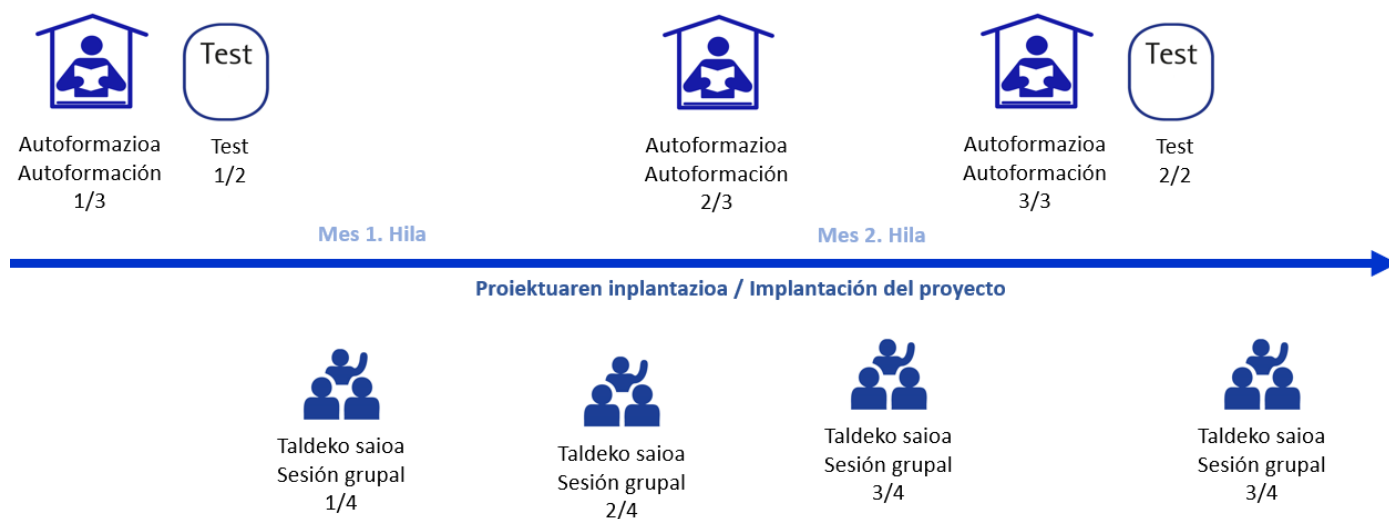 Test
Test
Autoformazioa
Autoformación
1/3
Test
1/2
Autoformazioa
Autoformación
2/3
Autoformazioa
Autoformación
3/3
Test
2/2
Mes 1. Hila
Mes 2. Hila
Proiektuaren inplantazioa / Implantación del proyecto
Taldeko saioa
Sesión grupal
1/4
Taldeko saioa
Sesión grupal
2/4
Taldeko saioa
Sesión grupal
3/4
Taldeko saioa
Sesión grupal
3/4